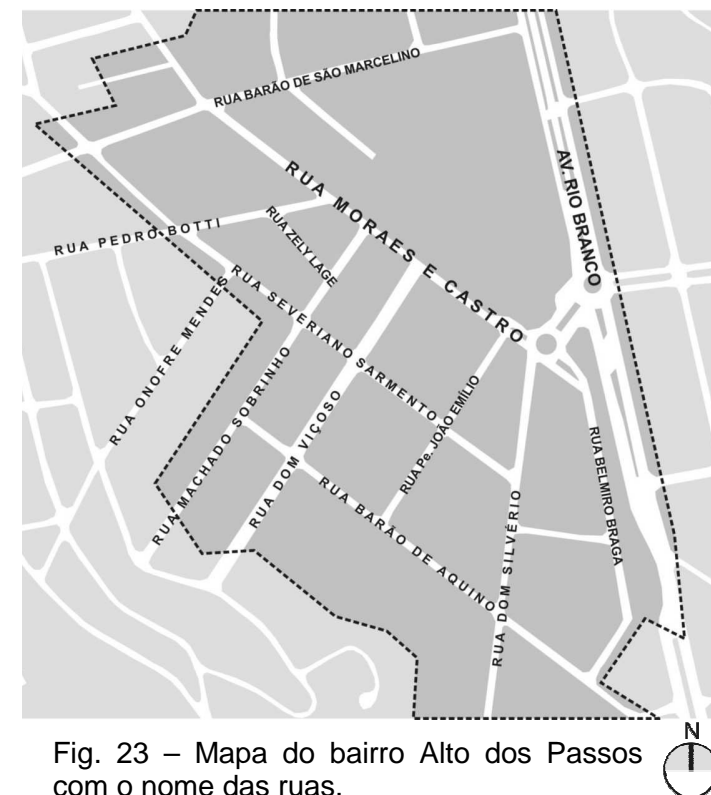 RUA BARÃO DE SÃO MARCELINO
AV. RIO BRANCO
RUA MORAES E CASTRO
RUA PEDRO BOTTI
RUA ZELY LAGE
RUA SEVERIANO SARMENTO
RUA ONOFRE MENDES
RUA MACHADO SOBRINHO
RUA DOM VIÇOSO
RUA Pe. JOÃO EMÍLIO
RUA BARÃO DE AQUINO
RUA DOM SILVÉRIO
RUA BELMIRO BRAGA
N
Fig. 23 – Mapa do bairro Alto dos Passos
com o nome das ruas.